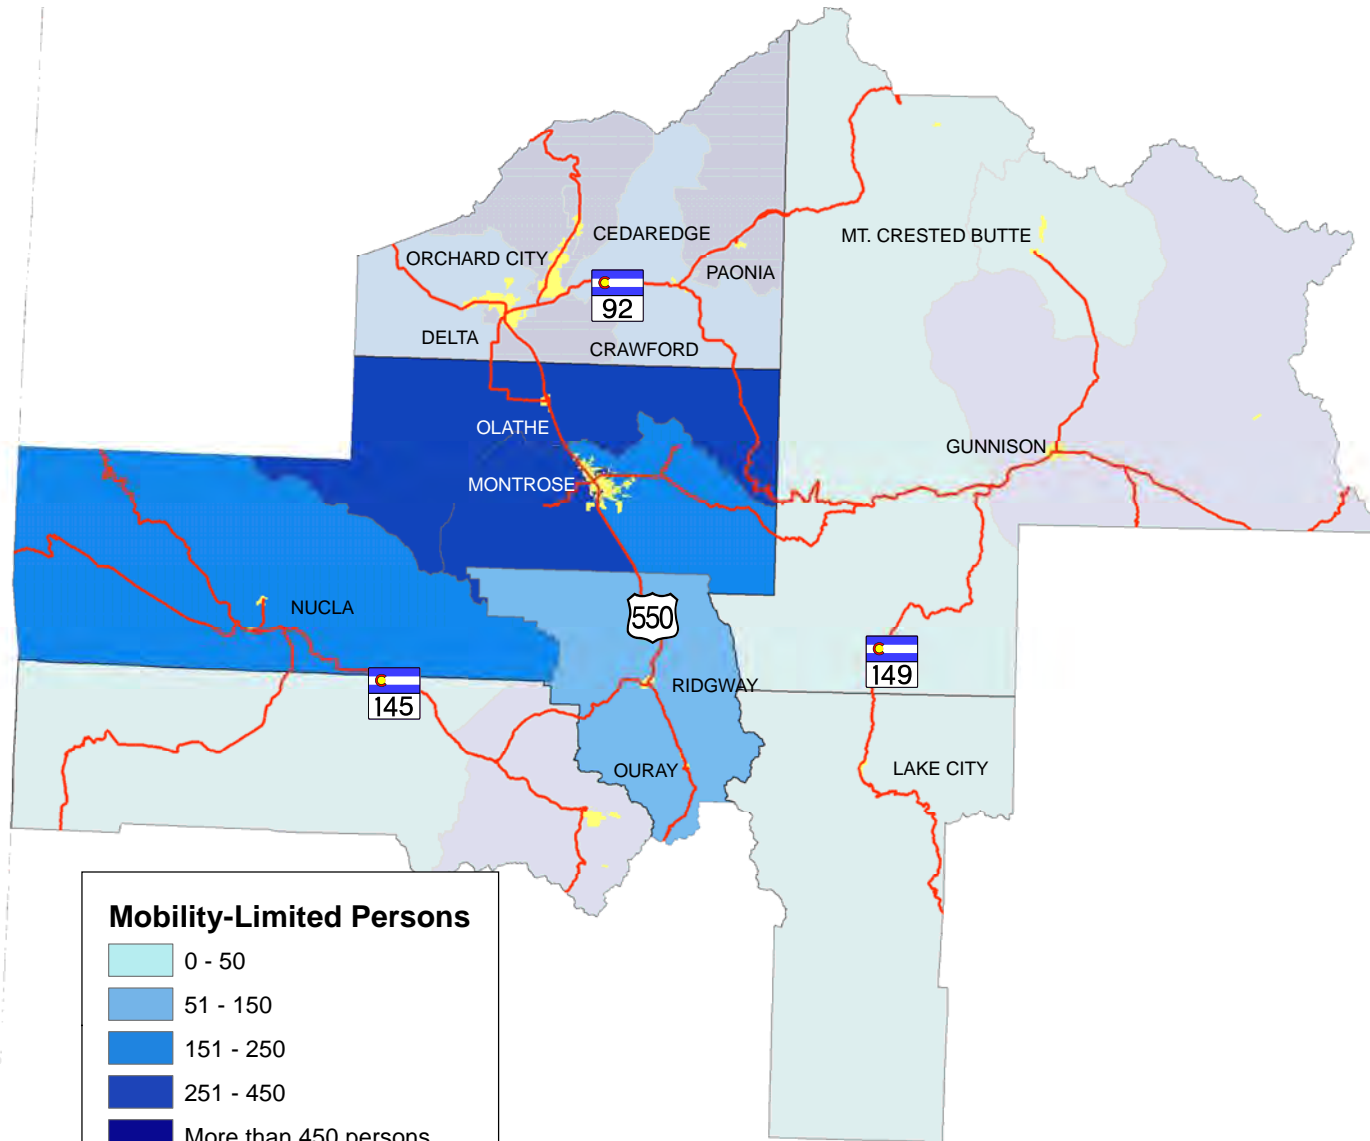 CEDAREDGE
MT. CRESTED BUTTE
ORCHARD CITY
PAONIA
92
DELTA
CRAWFORD
OLATHE
GUNNISON
MONTROSE
NUCLA
550
149
RIDGWAY
145
OURAY
LAKE CITY
Mobility-Limited Persons
0 - 50
51 - 150
151 - 250
251 - 450
More than 450 persons